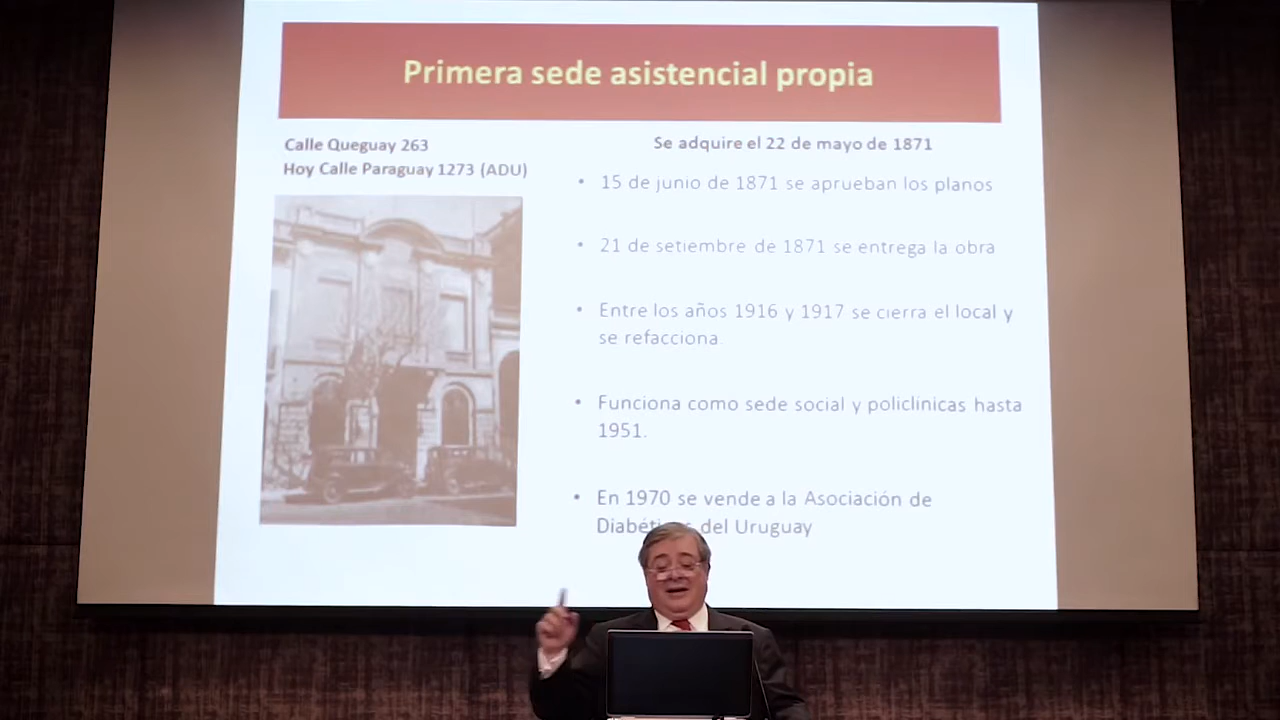 Primera sede asistencial propia
Calle Queguay 263
Hoy Calle Paraguay 1273 (ADU)
Se adquiere el 22 de mayo de 1871
• 15 de junio de 1871 se aprueban los planos
• 21 de setiembre de 1871 se entrega la obra
• Entre los años 1916 y 1917 se cierra el local y
se refacciona.
• Funciona como sede social y policlinicas hasta
1951.
• En 1970 se vende a la Asociación de
del Uruguay